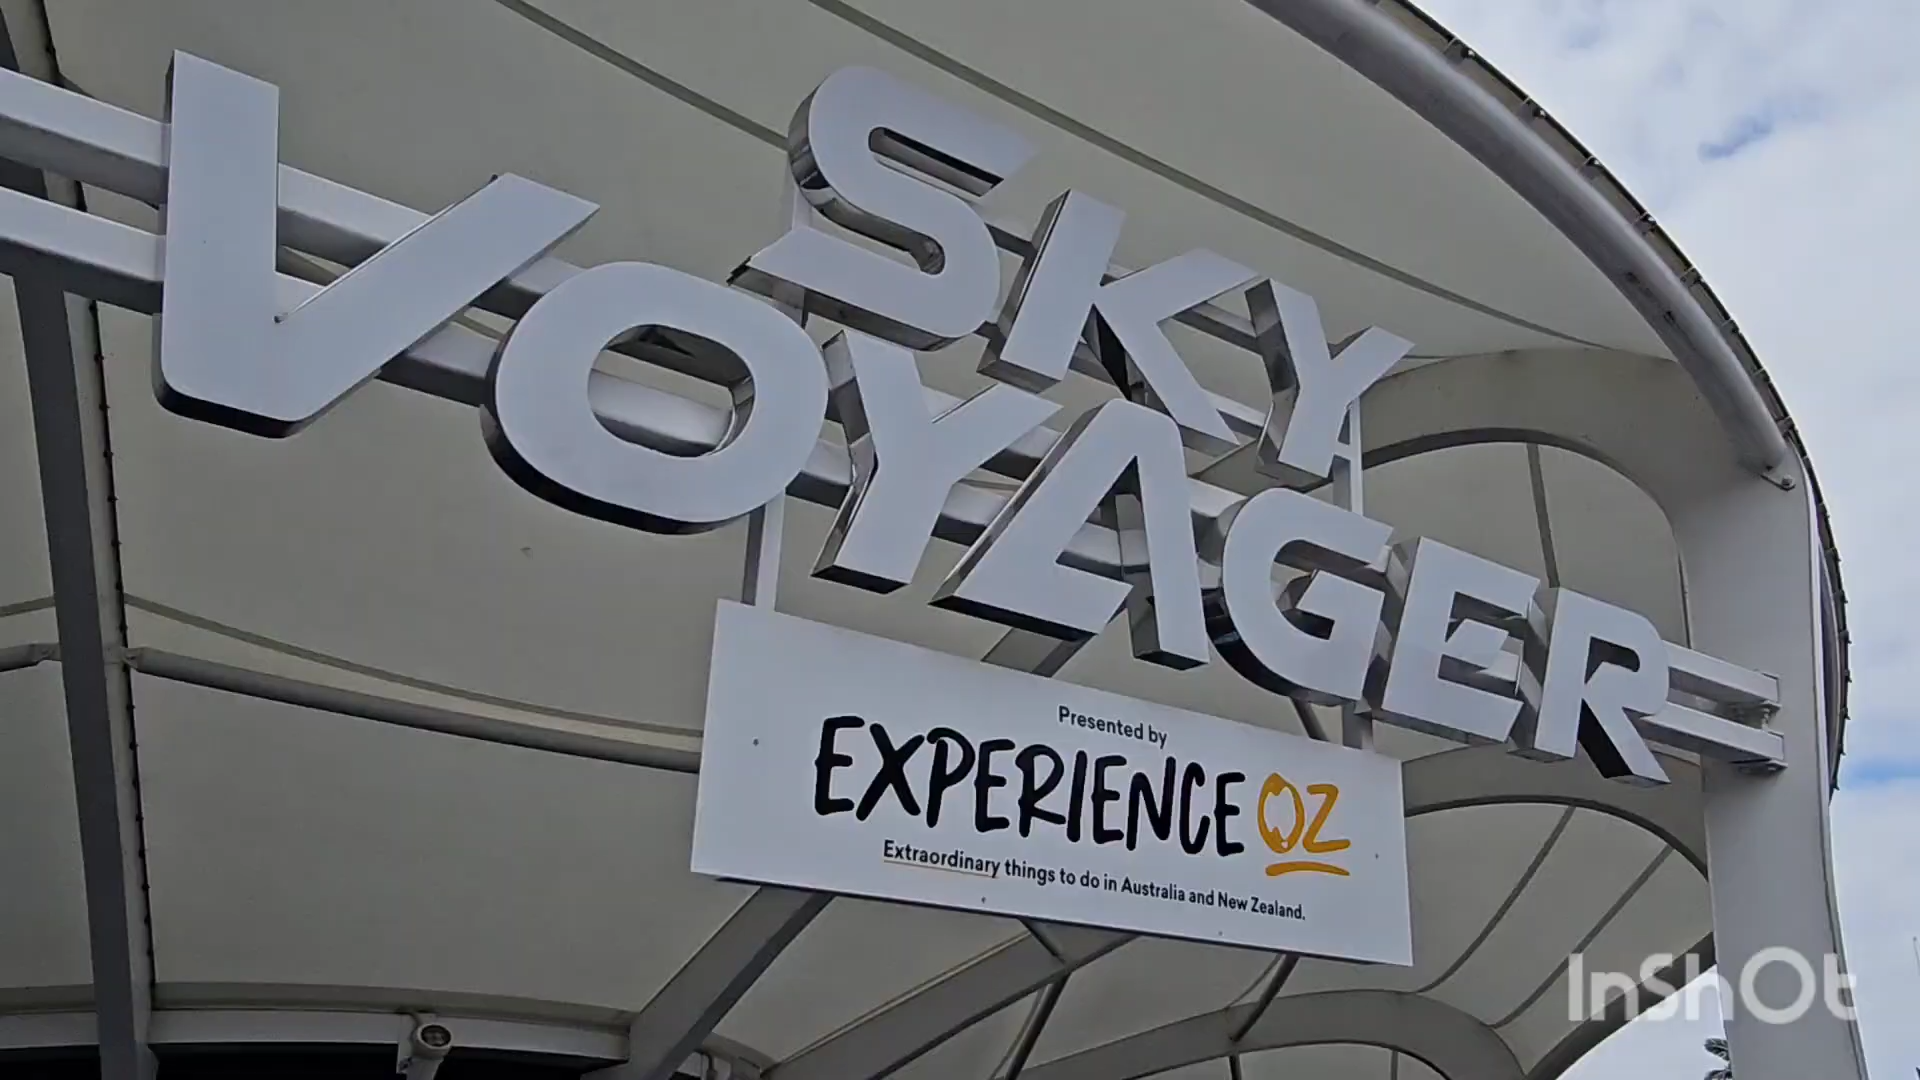 SKY
VOYAGER
Presented by
EXPERIENCE OZ
Extraordinary things to do in Australia and New Zealand.
InShOt